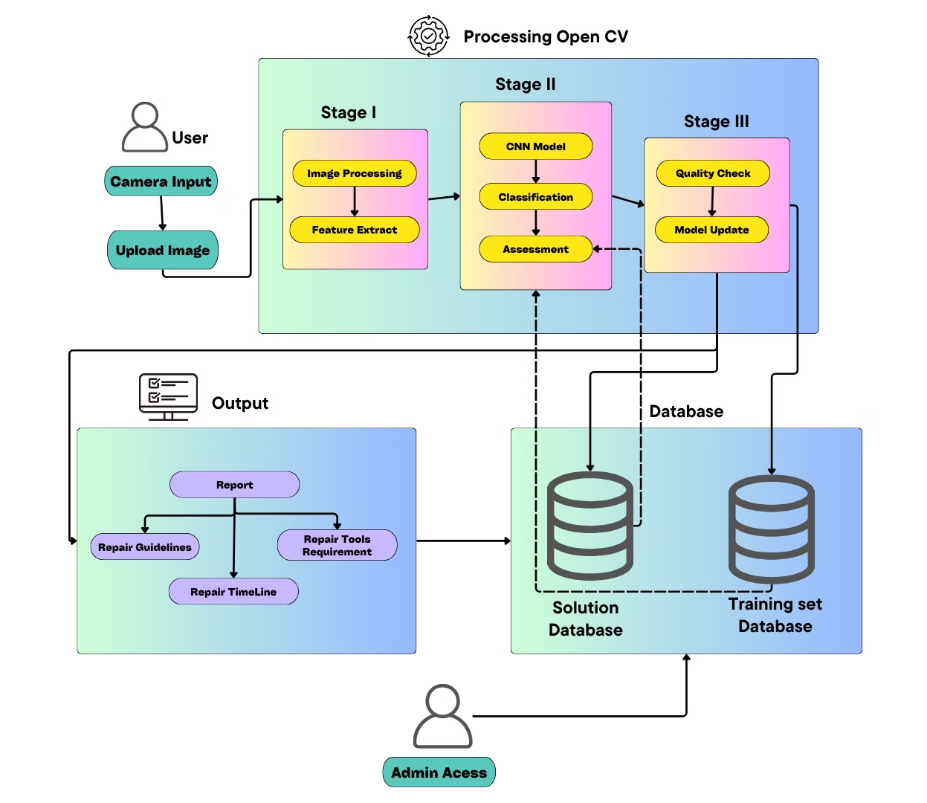 Processing Open CV
Stage I
Stage II
Stage III
User
Camera Input
Upload Image
Image Processing
Feature Extract
CNN Model
Classification
Assessment
Quality Check
Model Update
Output
Report
Repair Guidelines
Repair Tools
Requirement
Repair TimeLine
Database
Solution
Database
Training set
Database
Admin Acess